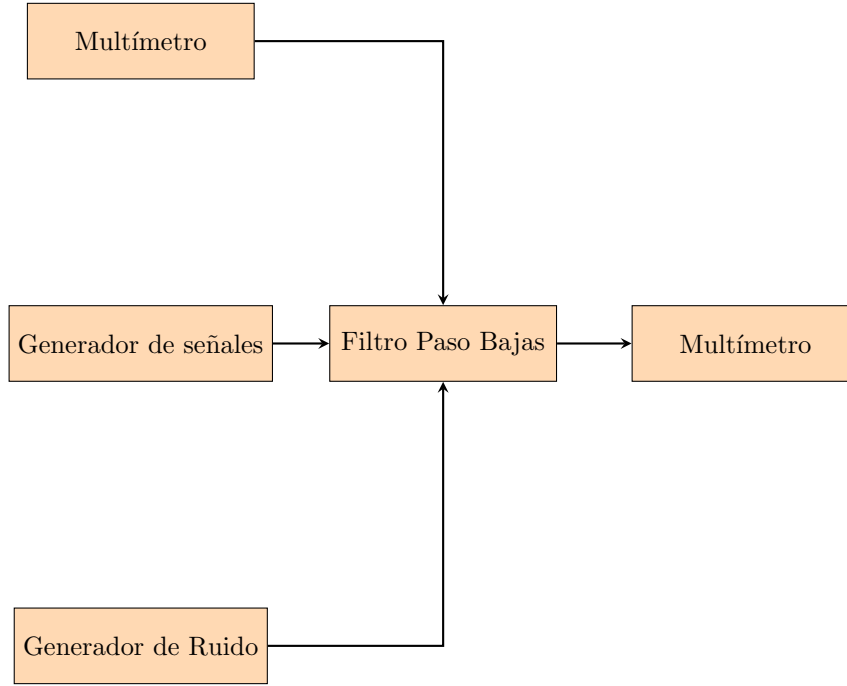 Multímetro
Generador de señales
Filtro Paso Bajas
Multímetro
Generador de Ruido